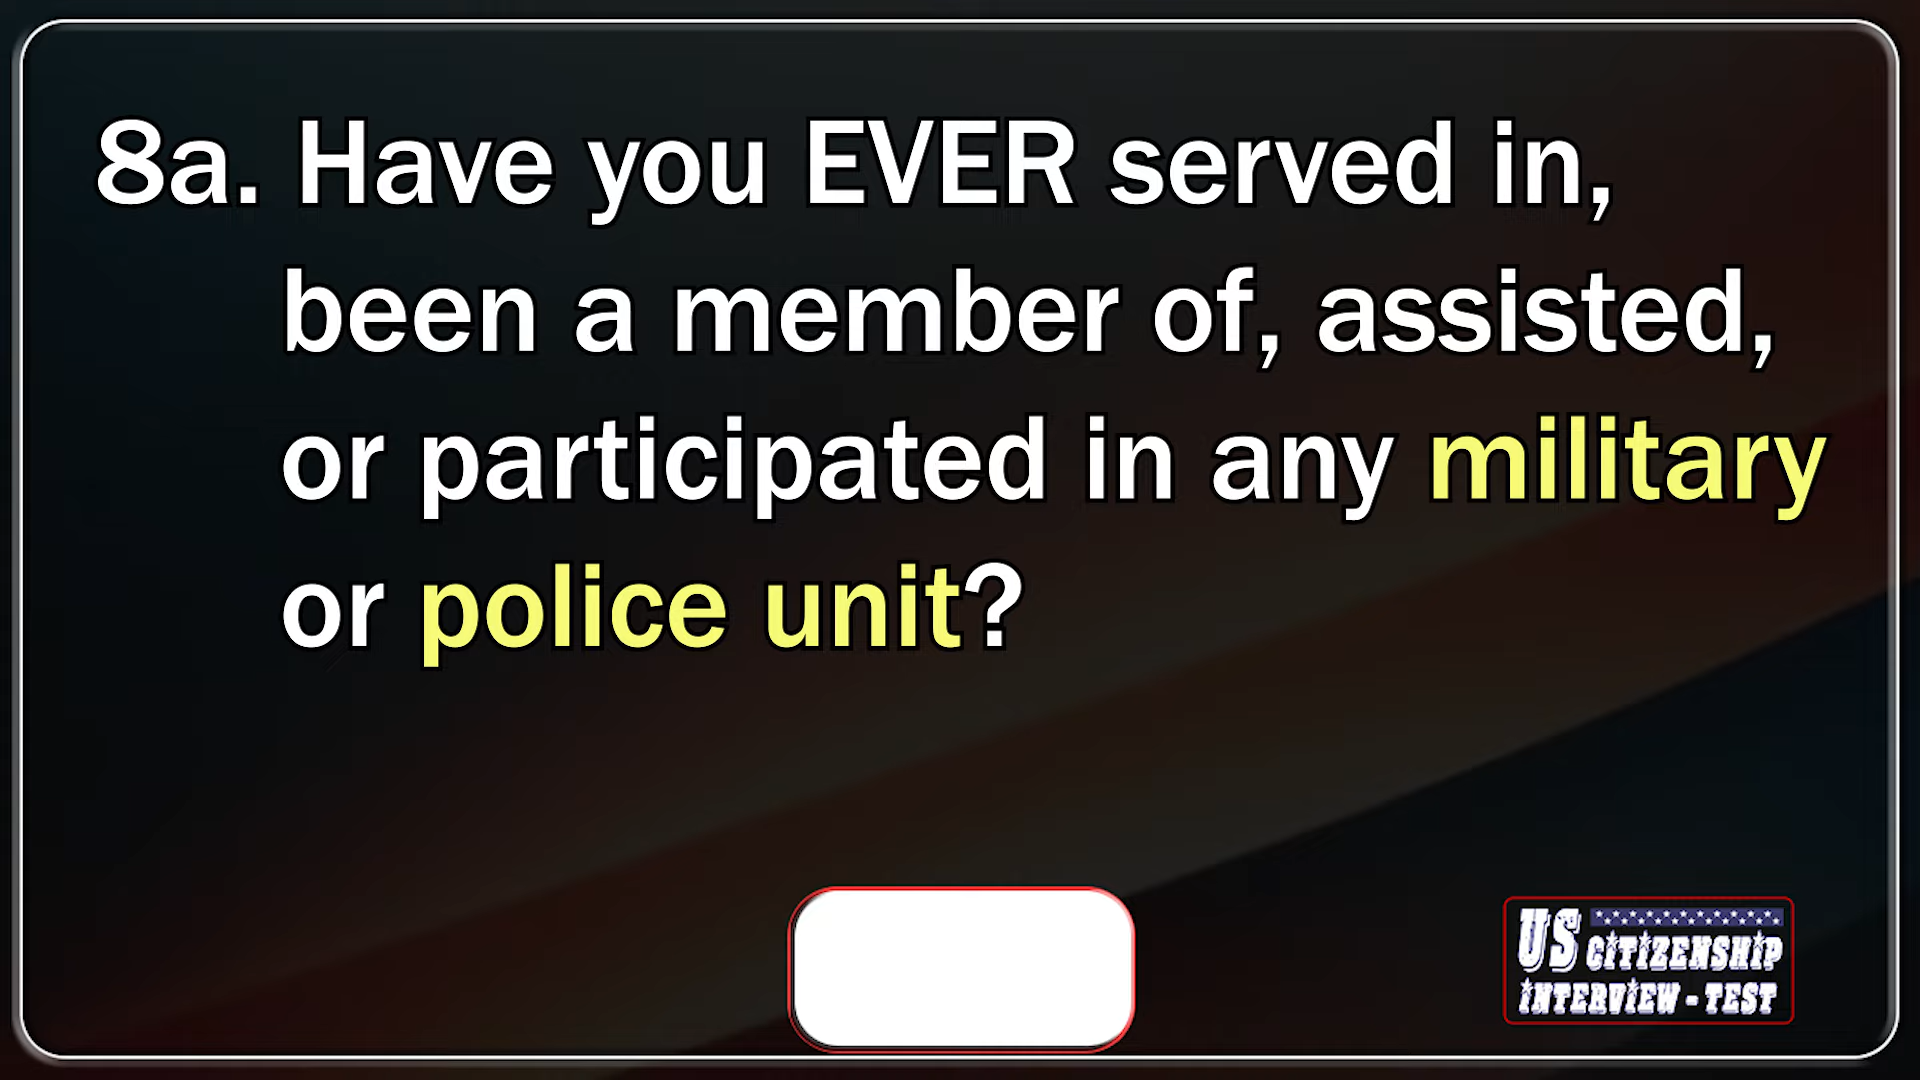 8a. Have you EVER served in,
been a member of, assisted,
or participated in any military
or police unit?
US CITIZENSHIP
INTERVIEW - TEST